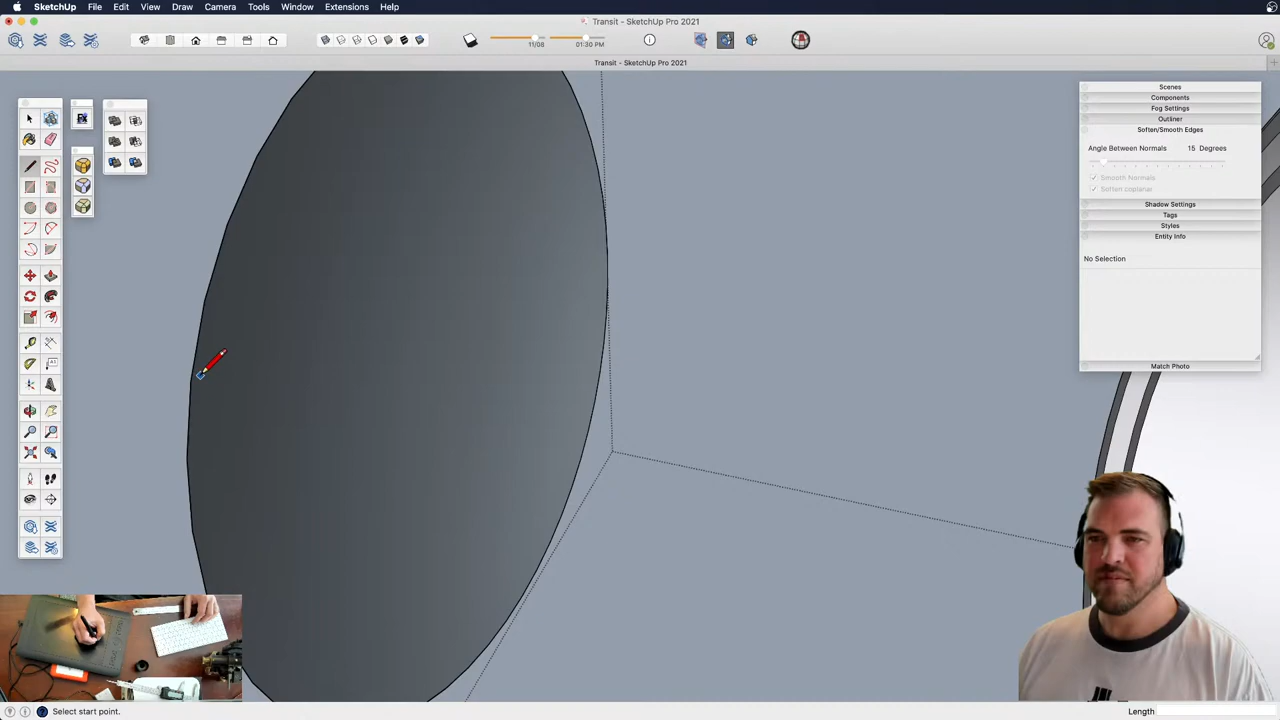 SketchUp File Edit View Camera Draw Tools Window Extensions Help
Transit - SketchUp Pro 2021
11/08 01:30 PM
Transit - SketchUp Pro 2021
Scenes
Components
Fog Settings
Outliner
Soften/Smooth Edges
Angle Between Normals 15 Degrees
Smooth Normals
Soften coplanar
Shadow Settings
Tags
Styles
Entity Info
No Selection
Match Photo
Select start point.
Length